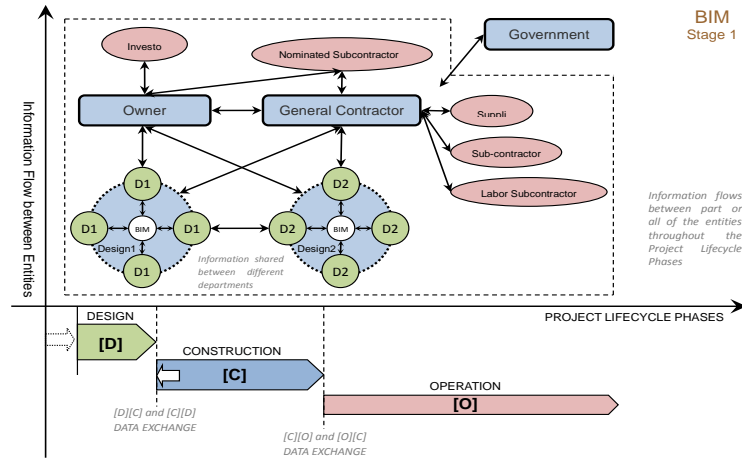 BIM
Stage 1
Investo
Nominated Subcontractor
Government
Owner
General Contractor
Suppli
Sub-contractor
Labor Subcontractor
D1
D2
D1
BIM
D1
D2
BIM
D2
Design1
Design2
D1
D2
Information shared
between different
departments
Information flows
between part or
all of the entities
throughout the
Project Lifecycle
Phases
Information Flow between Entities
PROJECT LIFECYCLE PHASES
DESIGN
[D]
CONSTRUCTION
[C]
OPERATION
[O]
[D][C] and [C][D]
DATA EXCHANGE
[C][O] and [O][C]
DATA EXCHANGE